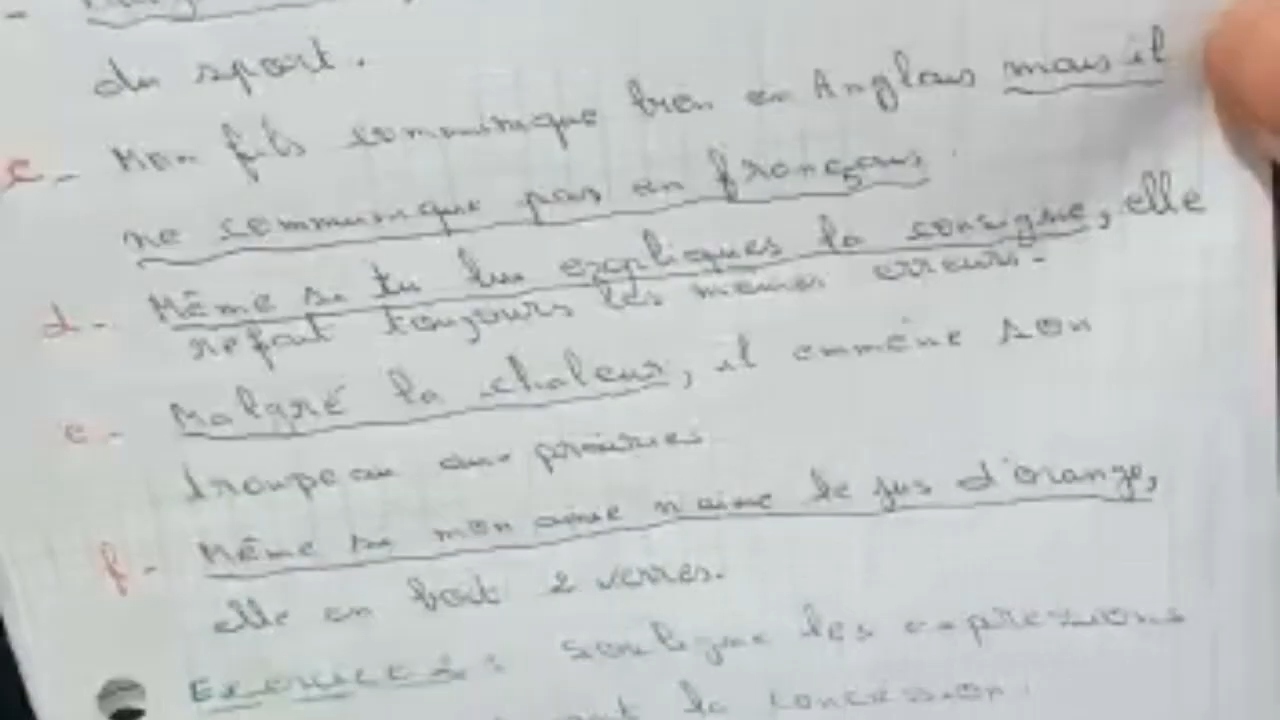 du sport.
c- Mon fils communique bien en Anglais mais il
ne communique pas en français.
d- Même si tu lui expliques la consigne, elle
refait toujours les mêmes erreurs.
e- Malgré la chaleur, il emmène son
troupeau aux prairies
f- Même si mon amie n'aime le jus d'orange,
elle en boit 2 verres.
Exercice 2: souligne les expressions
la concession.